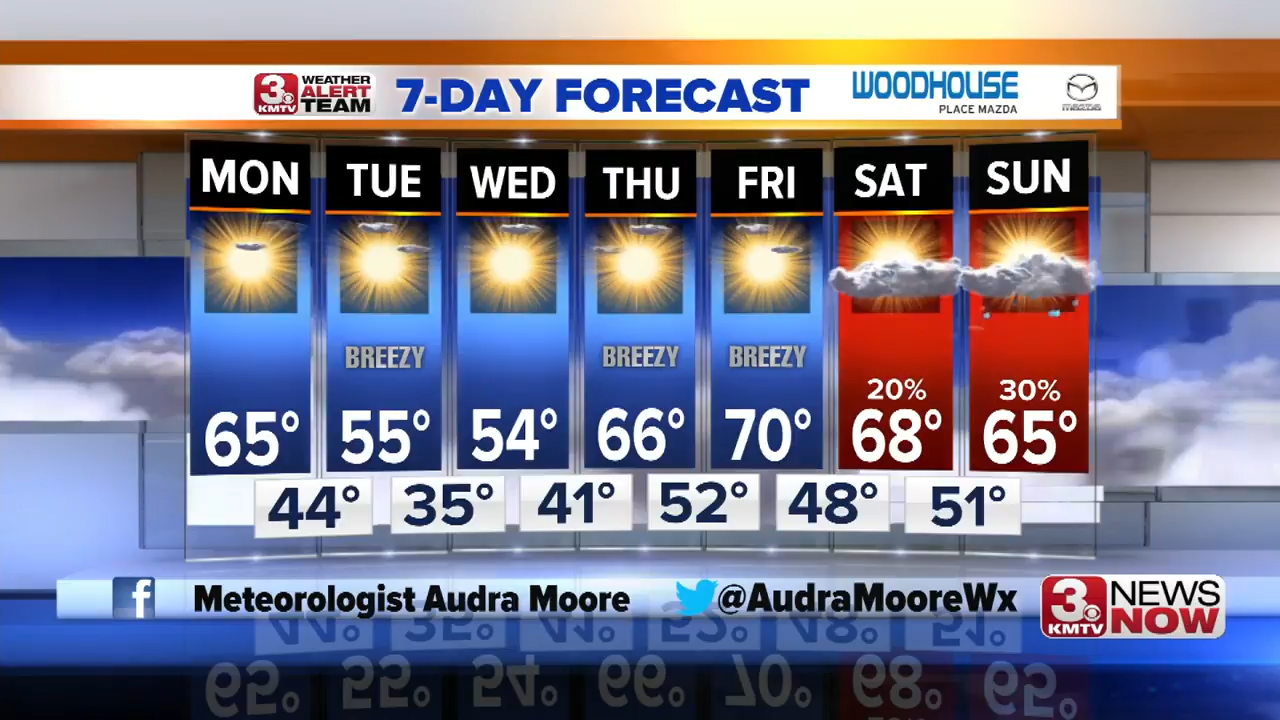 3 KMTV WEATHER ALERT TEAM 7-DAY FORECAST WOODHOUSE PLACE MAZDA mazda
MON TUE WED THU FRI SAT SUN
BREEZY BREEZY BREEZY
20% 30%
65° 55° 54° 66° 70° 68° 65°
44° 35° 41° 52° 48° 51°
f Meteorologist Audra Moore @AudraMooreWx 3 KMTV NEWS NOW